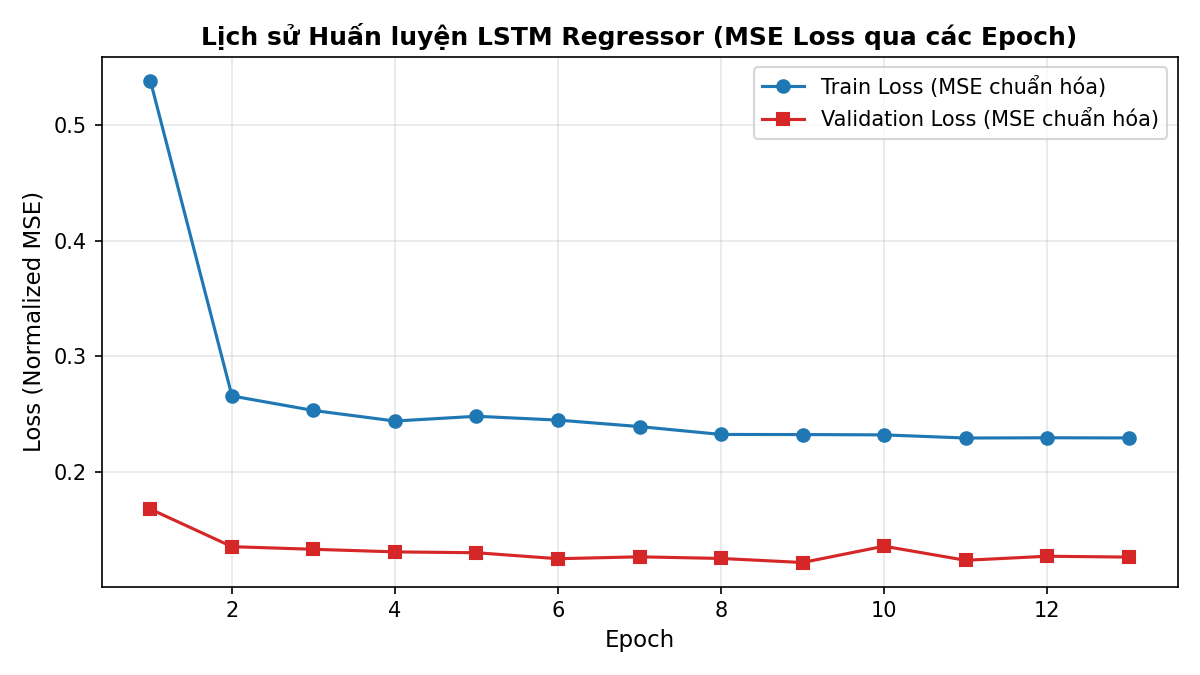 Lịch sử Huấn luyện LSTM Regressor (MSE Loss qua các Epoch)
Train Loss (MSE chuẩn hóa)
Validation Loss (MSE chuẩn hóa)
Loss (Normalized MSE)
0.5
0.4
0.3
0.2
2
4
6
8
10
12
Epoch